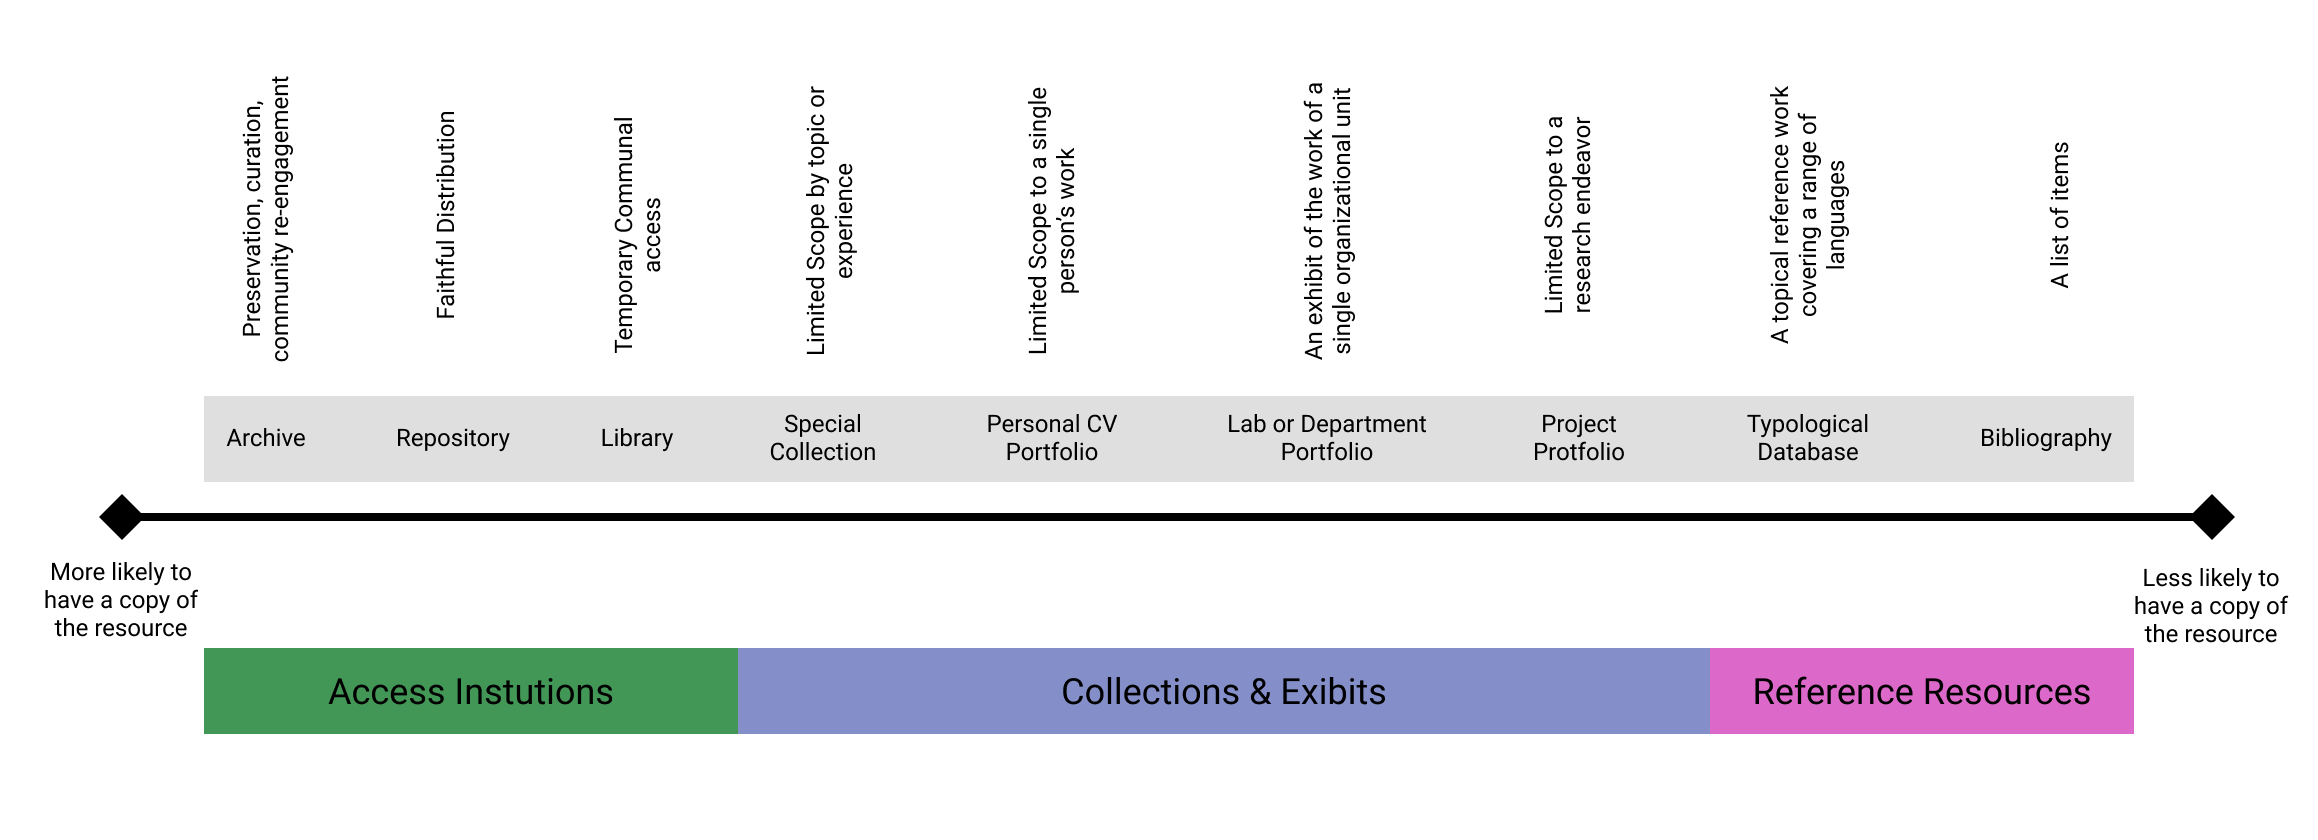 Preservation, curation,
community re-engagement
Faithful Distribution
Temporary Communal
access
Limited Scope by topic or
experience
Limited Scope to a single
person's work
An exhibit of the work of a
single organizational unit
Limited Scope to a
research endeavor
A topical reference work
covering a range of
languages
A list of items
Archive
Repository
Library
Special
Collection
Personal CV
Portfolio
Lab or Department
Portfolio
Project
Protfolio
Typological
Database
Bibliography
More likely to
have a copy of
the resource
Less likely to
have a copy of
the resource
Access Instutions
Collections & Exibits
Reference Resources